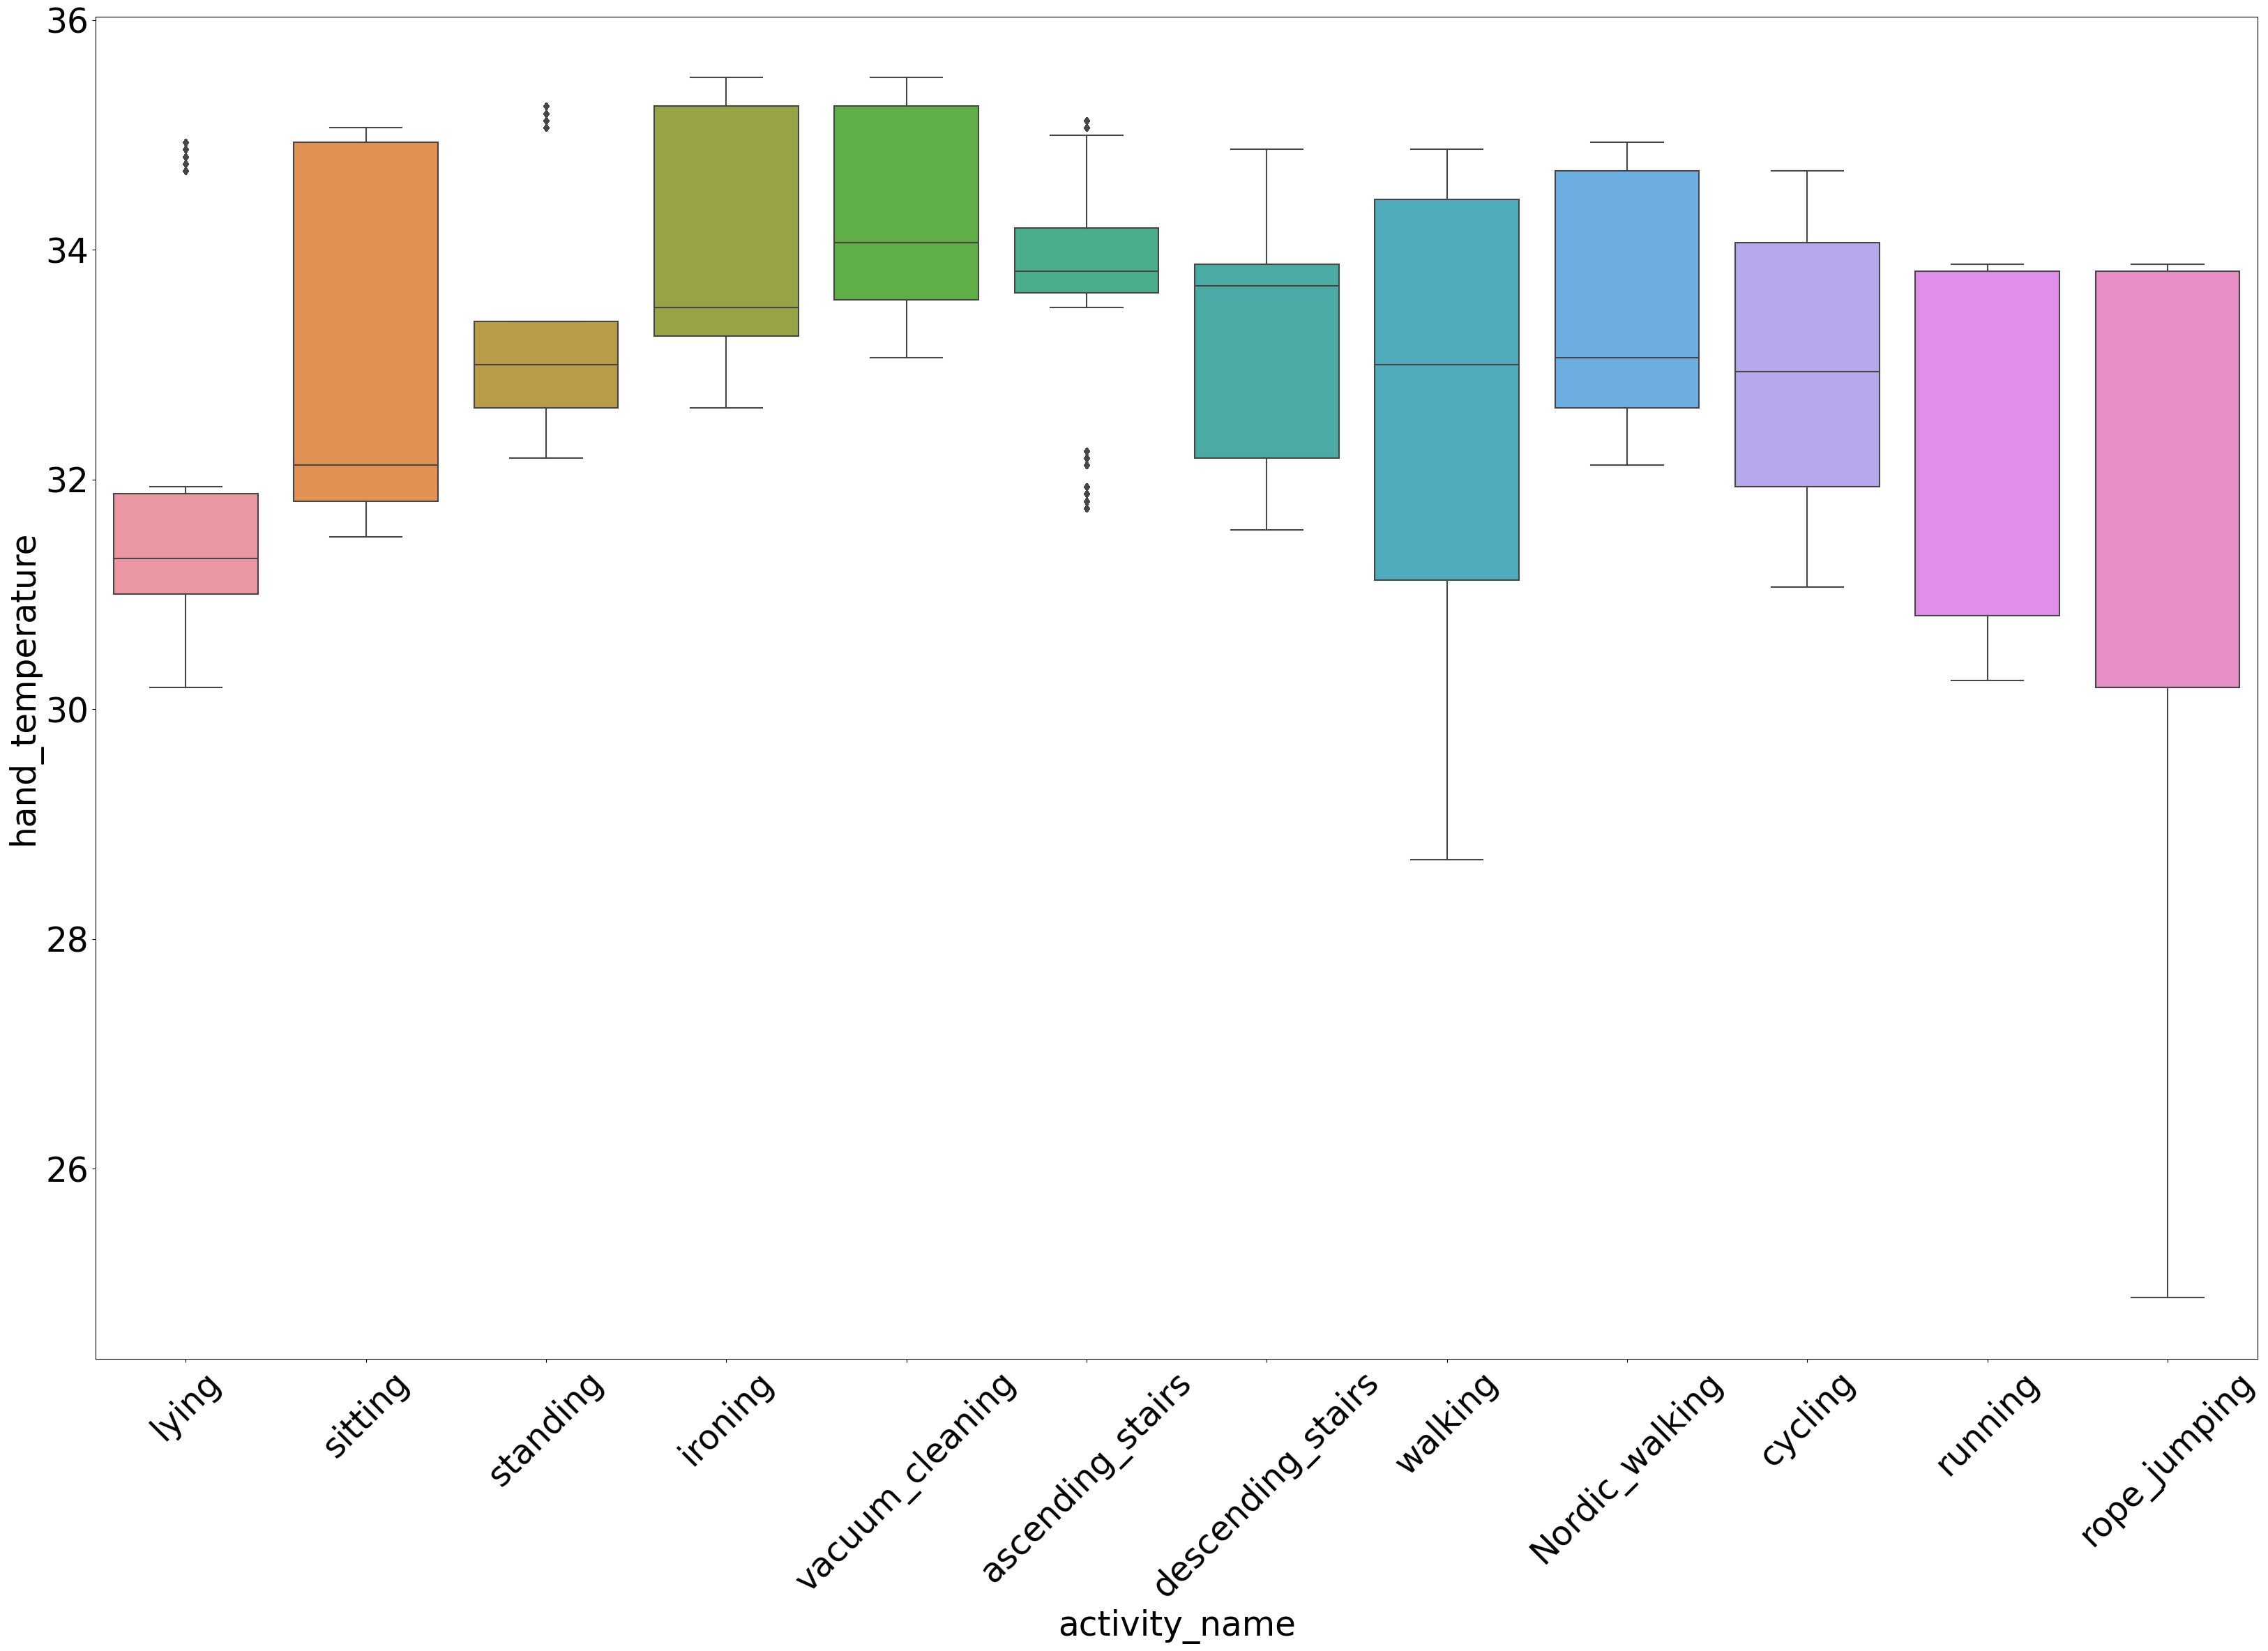 hand_temperature
36
34
32
30
28
26
lying
sitting
standing
ironing
vacuum_cleaning
ascending_stairs
descending_stairs
walking
Nordic_walking
cycling
running
rope_jumping
activity_name